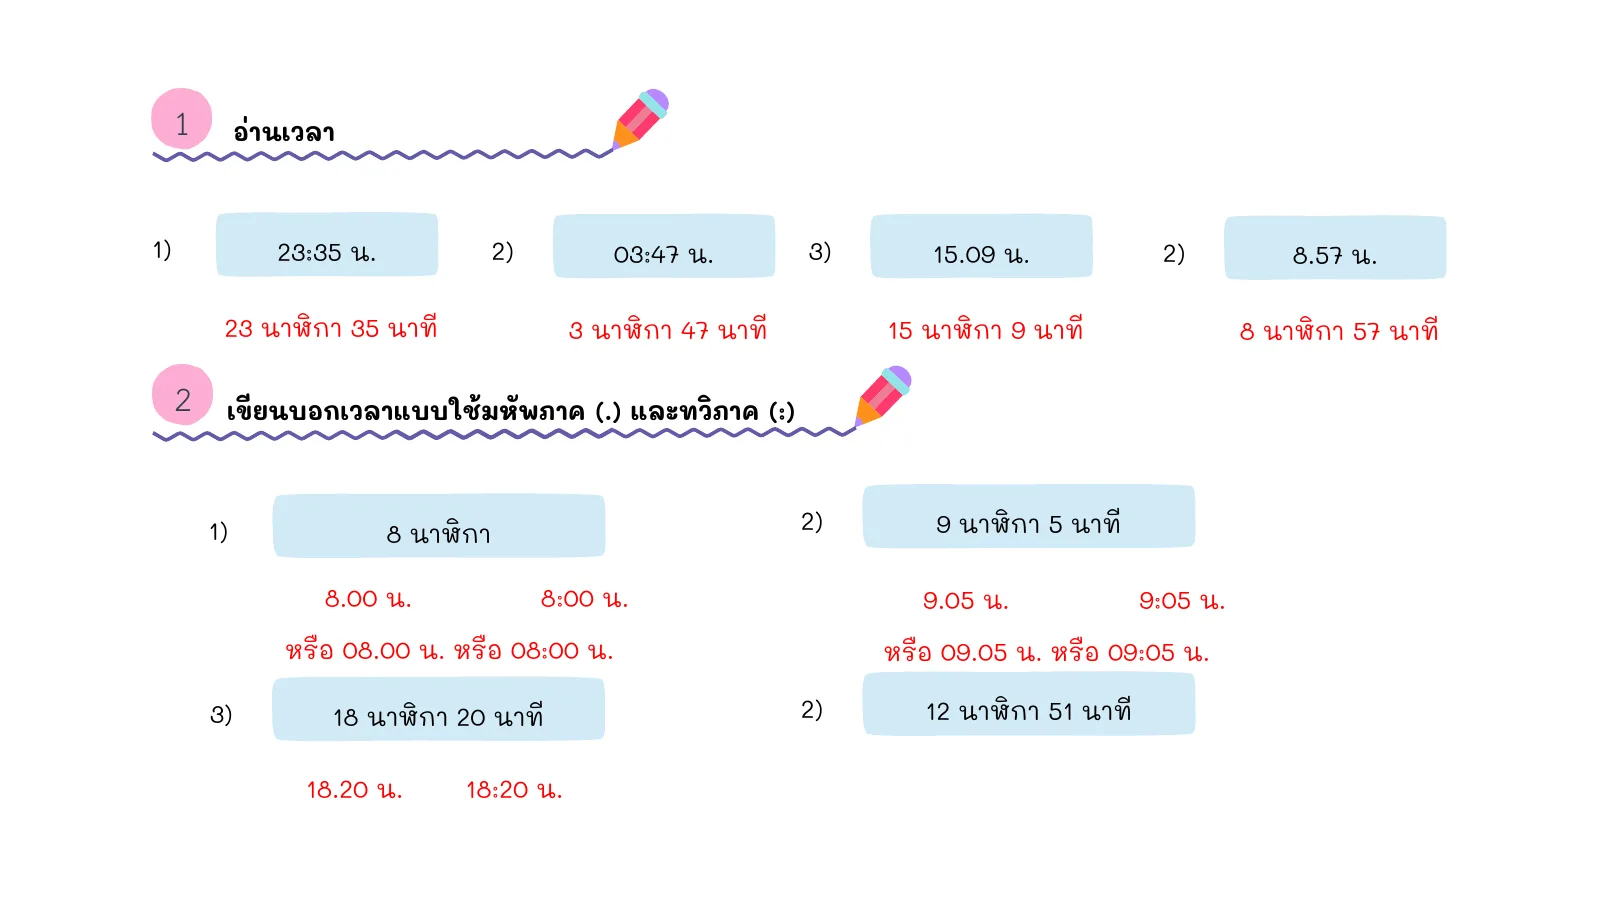 1 อ่านเวลา
1) 23:35 น. 2) 03:47 น. 3) 15.09 น. 2) 8.57 น.
23 นาฬิกา 35 นาที 3 นาฬิกา 47 นาที 15 นาฬิกา 9 นาที 8 นาฬิกา 57 นาที
2 เขียนบอกเวลาแบบใช้มหัพภาค (.) และทวิภาค (:)
1) 8 นาฬิกา 2) 9 นาฬิกา 5 นาที
8.00 น. 8:00 น. 9.05 น. 9:05 น.
หรือ 08.00 น. หรือ 08:00 น. หรือ 09.05 น. หรือ 09:05 น.
3) 18 นาฬิกา 20 นาที 2) 12 นาฬิกา 51 นาที
18.20 น. 18:20 น.